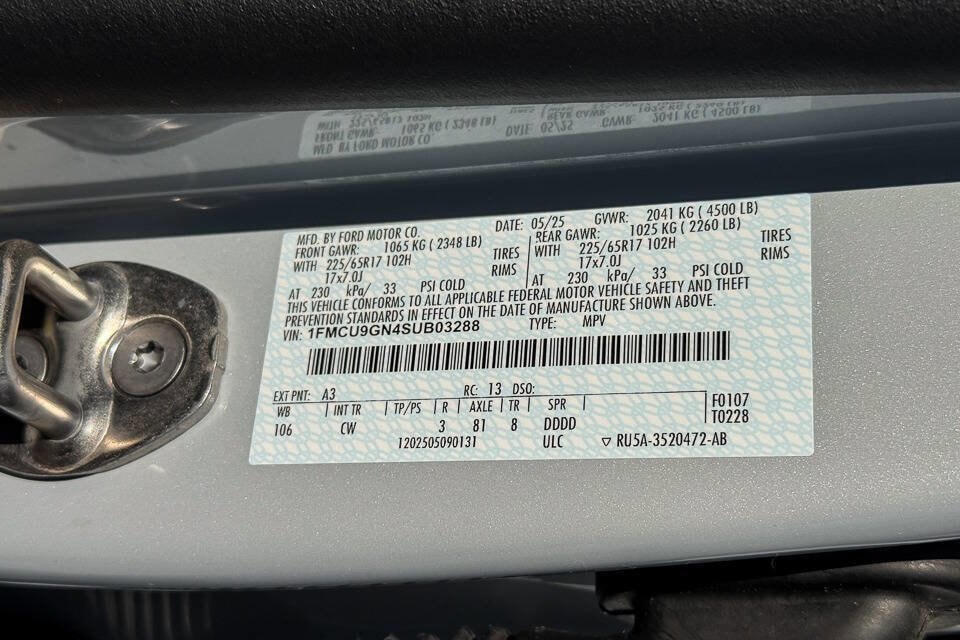 MFD. BY FORD MOTOR CO. DATE: 05/25 GVWR: 2041 KG ( 4500 LB)
FRONT GAWR: 1065 KG ( 2348 LB) REAR GAWR: 1025 KG ( 2260 LB)
WITH 225/65R17 102H TIRES WITH 225/65R17 102H TIRES
17x7.0J RIMS 17x7.0J RIMS
AT 230 kPa/ 33 PSI COLD AT 230 kPa/ 33 PSI COLD
THIS VEHICLE CONFORMS TO ALL APPLICABLE FEDERAL MOTOR VEHICLE SAFETY AND THEFT
PREVENTION STANDARDS IN EFFECT ON THE DATE OF MANUFACTURE SHOWN ABOVE.
VIN: 1FMCU9GN4SUB03288 TYPE: MPV
EXT PNT: A3 RC: 13 DSO:
WB INT TR TP/PS R AXLE TR SPR F0107
106 CW 3 81 8 DDDD T0228
1202505090131 ULC ▽ RU5A-3520472-AB